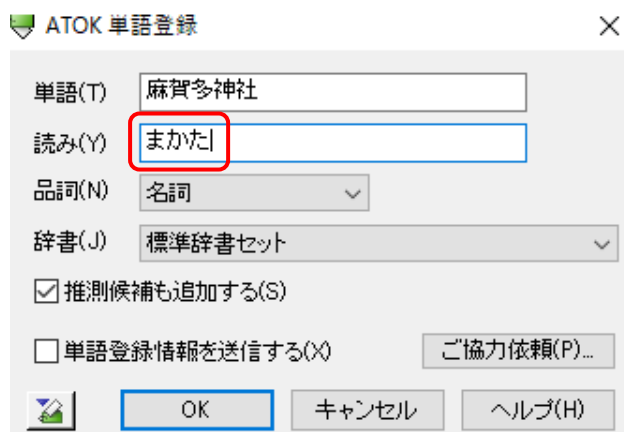 ATOK 単語登録
単語(T) 麻賀多神社
読み(Y) まかた
品詞(N) 名詞
辞書(J) 標準辞書セット
推測候補も追加する(S)
単語登録情報を送信する(X) ご協力依頼(P)...
OK キャンセル ヘルプ(H)